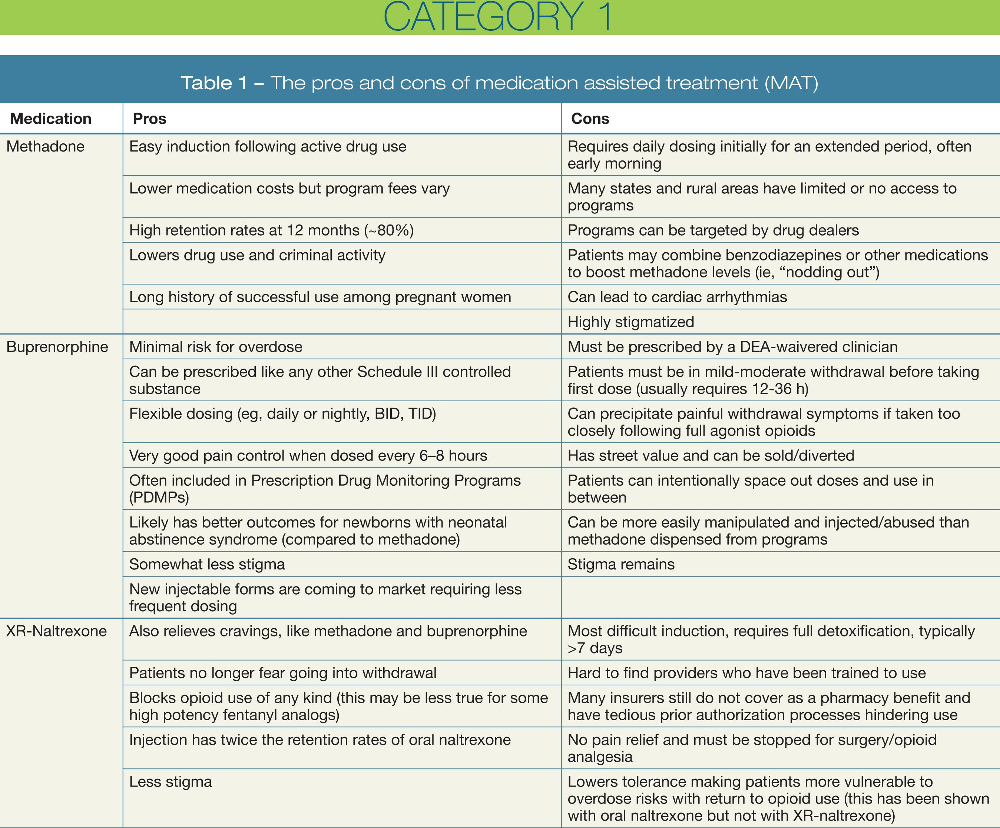 CATEGORY 1
Table 1 – The pros and cons of medication assisted treatment (MAT)
Medication Pros Cons
Methadone Easy induction following active drug use Requires daily dosing initially for an extended period, often
early morning
Lower medication costs but program fees vary Many states and rural areas have limited or no access to
programs
High retention rates at 12 months (~80%) Programs can be targeted by drug dealers
Lowers drug use and criminal activity Patients may combine benzodiazepines or other medications
to boost methadone levels (ie, “nodding out”)
Long history of successful use among pregnant women Can lead to cardiac arrhythmias
Highly stigmatized
Buprenorphine Minimal risk for overdose Must be prescribed by a DEA-waivered clinician
Can be prescribed like any other Schedule III controlled
substance
Patients must be in mild-moderate withdrawal before taking
first dose (usually requires 12-36 h)
Flexible dosing (eg, daily or nightly, BID, TID) Can precipitate painful withdrawal symptoms if taken too
closely following full agonist opioids
Very good pain control when dosed every 6–8 hours Has street value and can be sold/diverted
Often included in Prescription Drug Monitoring Programs
(PDMPs)
Patients can intentionally space out doses and use in
between
Likely has better outcomes for newborns with neonatal
abstinence syndrome (compared to methadone)
Can be more easily manipulated and injected/abused than
methadone dispensed from programs
Somewhat less stigma Stigma remains
New injectable forms are coming to market requiring less
frequent dosing
XR-Naltrexone Also relieves cravings, like methadone and buprenorphine Most difficult induction, requires full detoxification, typically
>7 days
Patients no longer fear going into withdrawal Hard to find providers who have been trained to use
Blocks opioid use of any kind (this may be less true for some
high potency fentanyl analogs)
Many insurers still do not cover as a pharmacy benefit and
have tedious prior authorization processes hindering use
Injection has twice the retention rates of oral naltrexone No pain relief and must be stopped for surgery/opioid
analgesia
Less stigma Lowers tolerance making patients more vulnerable to
overdose risks with return to opioid use (this has been shown
with oral naltrexone but not with XR-naltrexone)